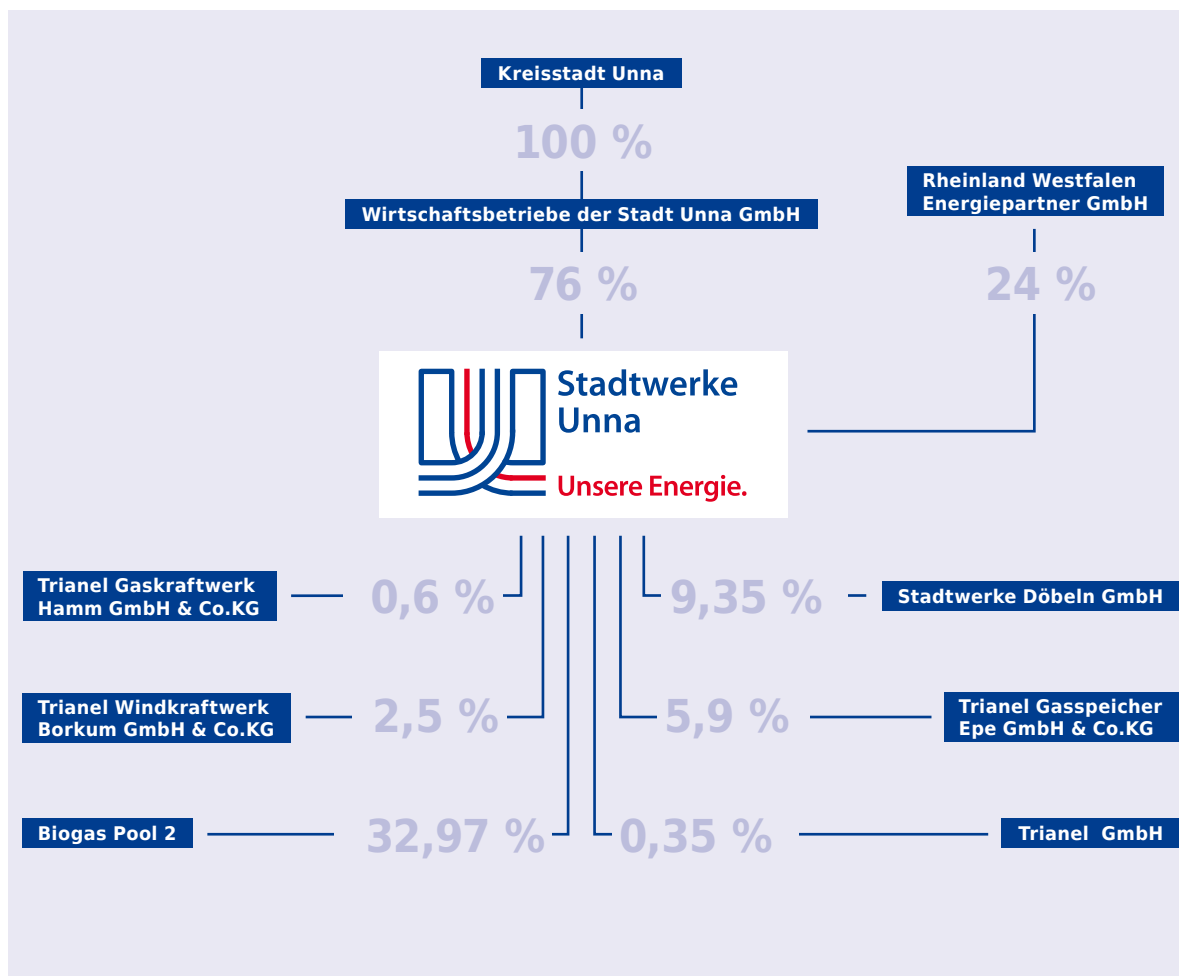 Kreisstadt Unna
100 %
Wirtschaftsbetriebe der Stadt Unna GmbH
76 %
Rheinland Westfalen
Energiepartner GmbH
24 %
Stadtwerke
Unna
Unsere Energie.
Trianel Gaskraftwerk
Hamm GmbH & Co.KG
0,6 %
9,35 %
Stadtwerke Döbeln GmbH
Trianel Windkraftwerk
Borkum GmbH & Co.KG
2,5 %
5,9 %
Trianel Gasspeicher
Epe GmbH & Co.KG
Biogas Pool 2
32,97 %
0,35 %
Trianel GmbH